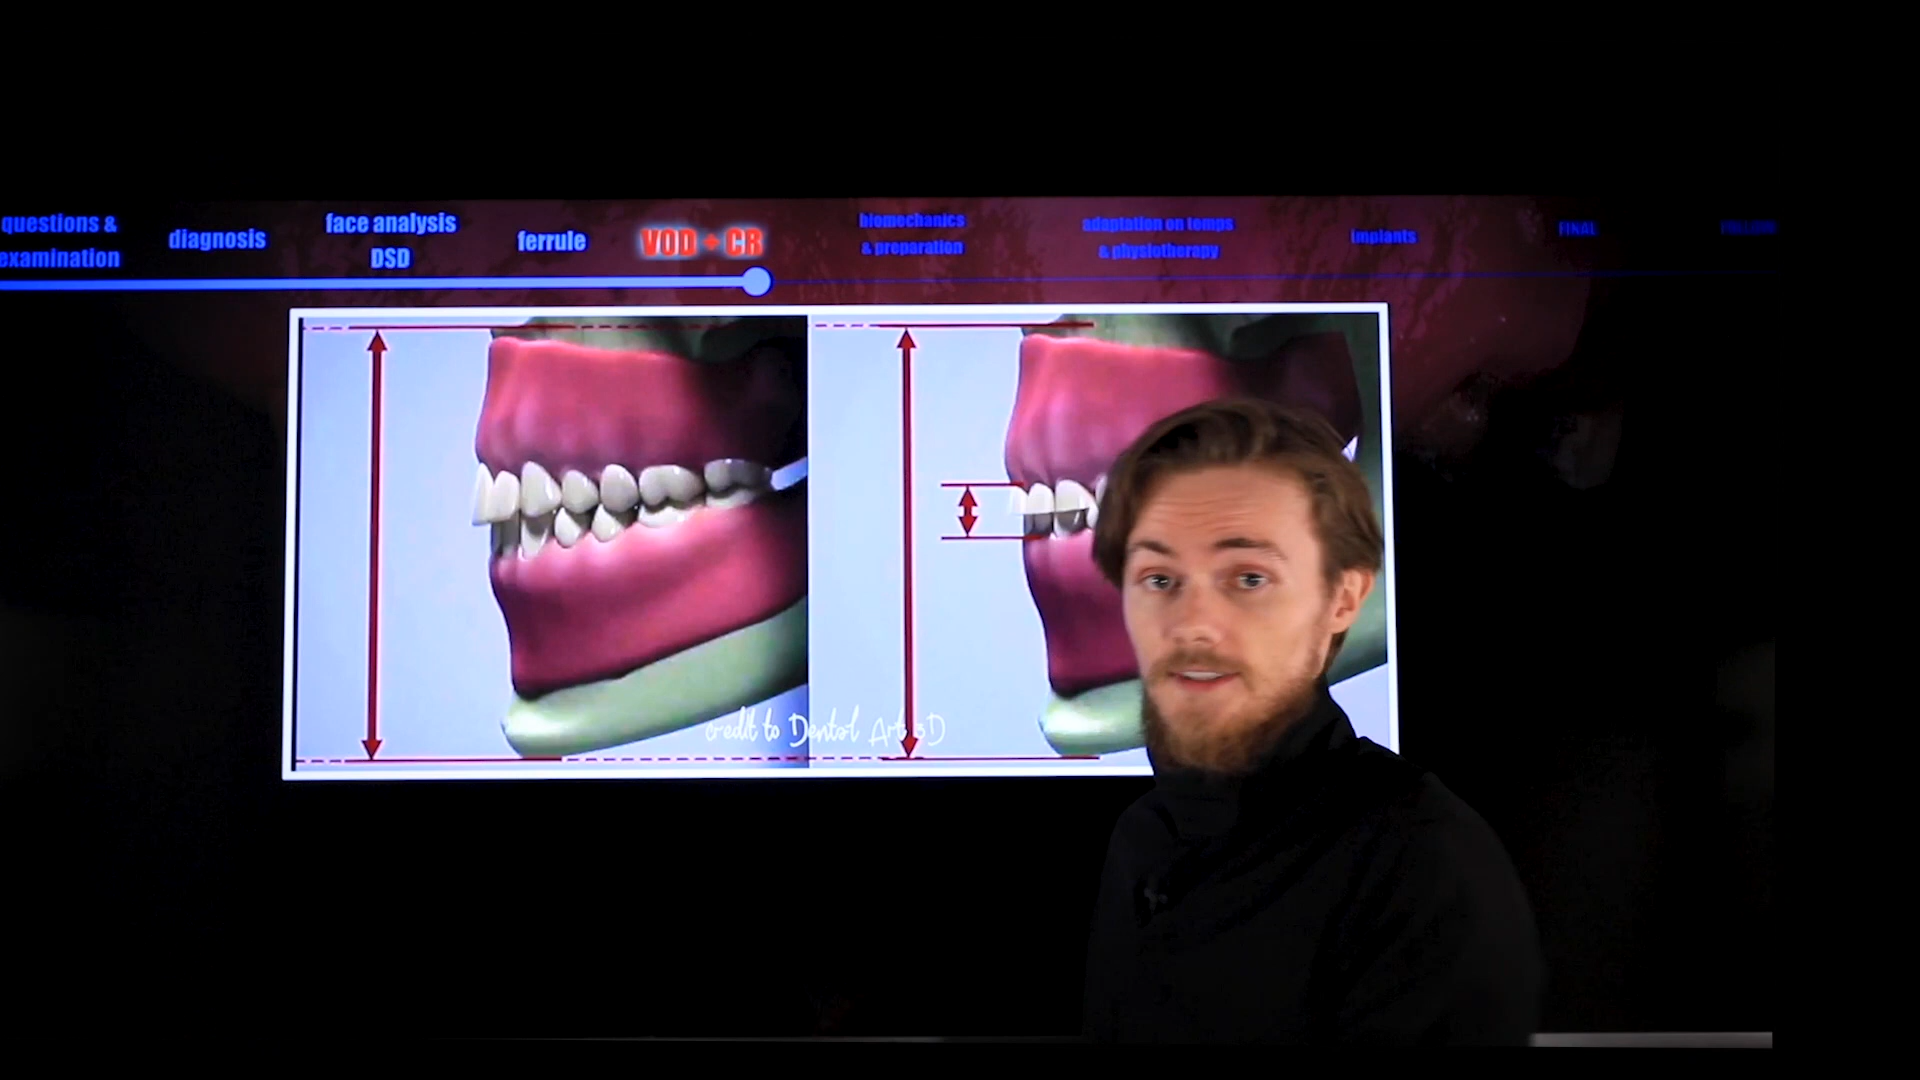 questions &
examination
diagnosis
face analysis
DSD
ferrule
VOD + CR
biomechanics
& preparation
adaptation on temps
& physiotherapy
implants
FINAL
credit to Dental Art 3D